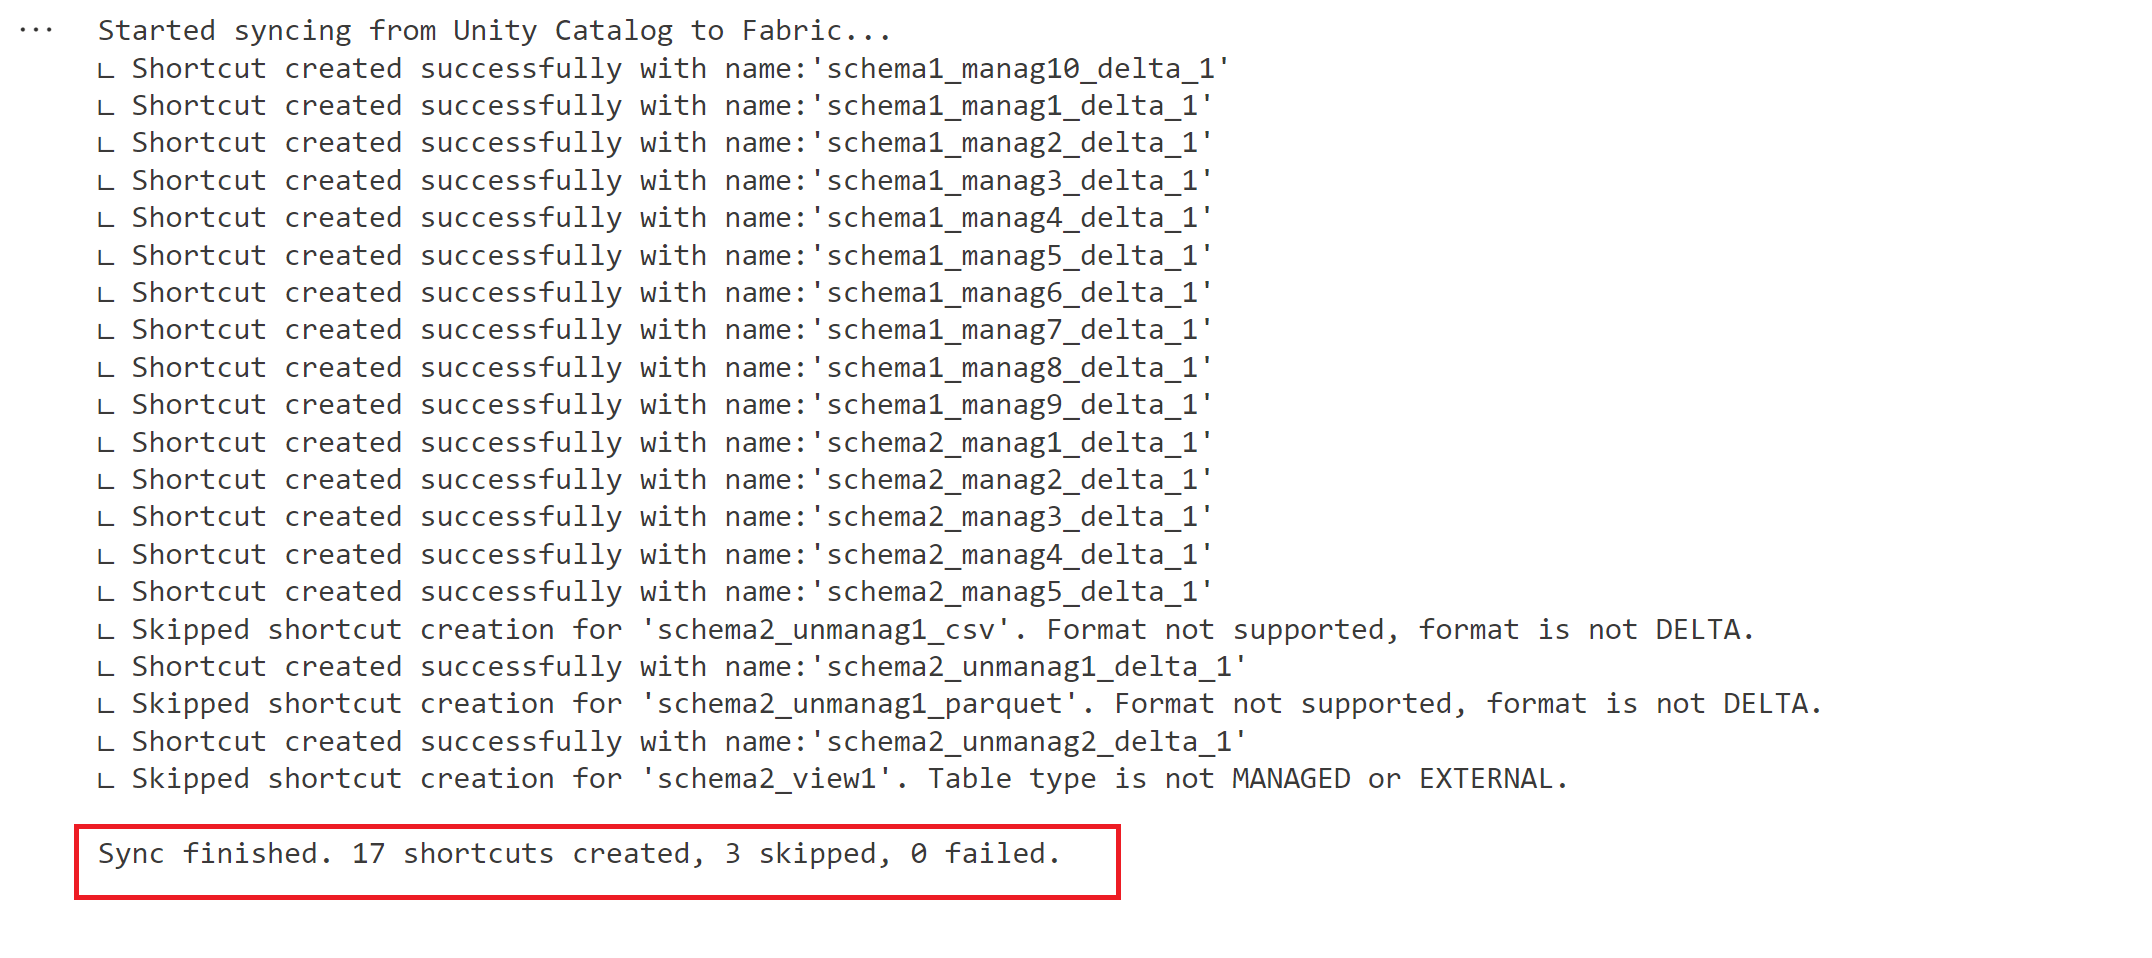 ... Started syncing from Unity Catalog to Fabric...
∟ Shortcut created successfully with name:'schema1_manag10_delta_1'
∟ Shortcut created successfully with name:'schema1_manag1_delta_1'
∟ Shortcut created successfully with name:'schema1_manag2_delta_1'
∟ Shortcut created successfully with name:'schema1_manag3_delta_1'
∟ Shortcut created successfully with name:'schema1_manag4_delta_1'
∟ Shortcut created successfully with name:'schema1_manag5_delta_1'
∟ Shortcut created successfully with name:'schema1_manag6_delta_1'
∟ Shortcut created successfully with name:'schema1_manag7_delta_1'
∟ Shortcut created successfully with name:'schema1_manag8_delta_1'
∟ Shortcut created successfully with name:'schema1_manag9_delta_1'
∟ Shortcut created successfully with name:'schema2_manag1_delta_1'
∟ Shortcut created successfully with name:'schema2_manag2_delta_1'
∟ Shortcut created successfully with name:'schema2_manag3_delta_1'
∟ Shortcut created successfully with name:'schema2_manag4_delta_1'
∟ Shortcut created successfully with name:'schema2_manag5_delta_1'
∟ Skipped shortcut creation for 'schema2_unmanag1_csv'. Format not supported, format is not DELTA.
∟ Shortcut created successfully with name:'schema2_unmanag1_delta_1'
∟ Skipped shortcut creation for 'schema2_unmanag1_parquet'. Format not supported, format is not DELTA.
∟ Shortcut created successfully with name:'schema2_unmanag2_delta_1'
∟ Skipped shortcut creation for 'schema2_view1'. Table type is not MANAGED or EXTERNAL.
Sync finished. 17 shortcuts created, 3 skipped, 0 failed.